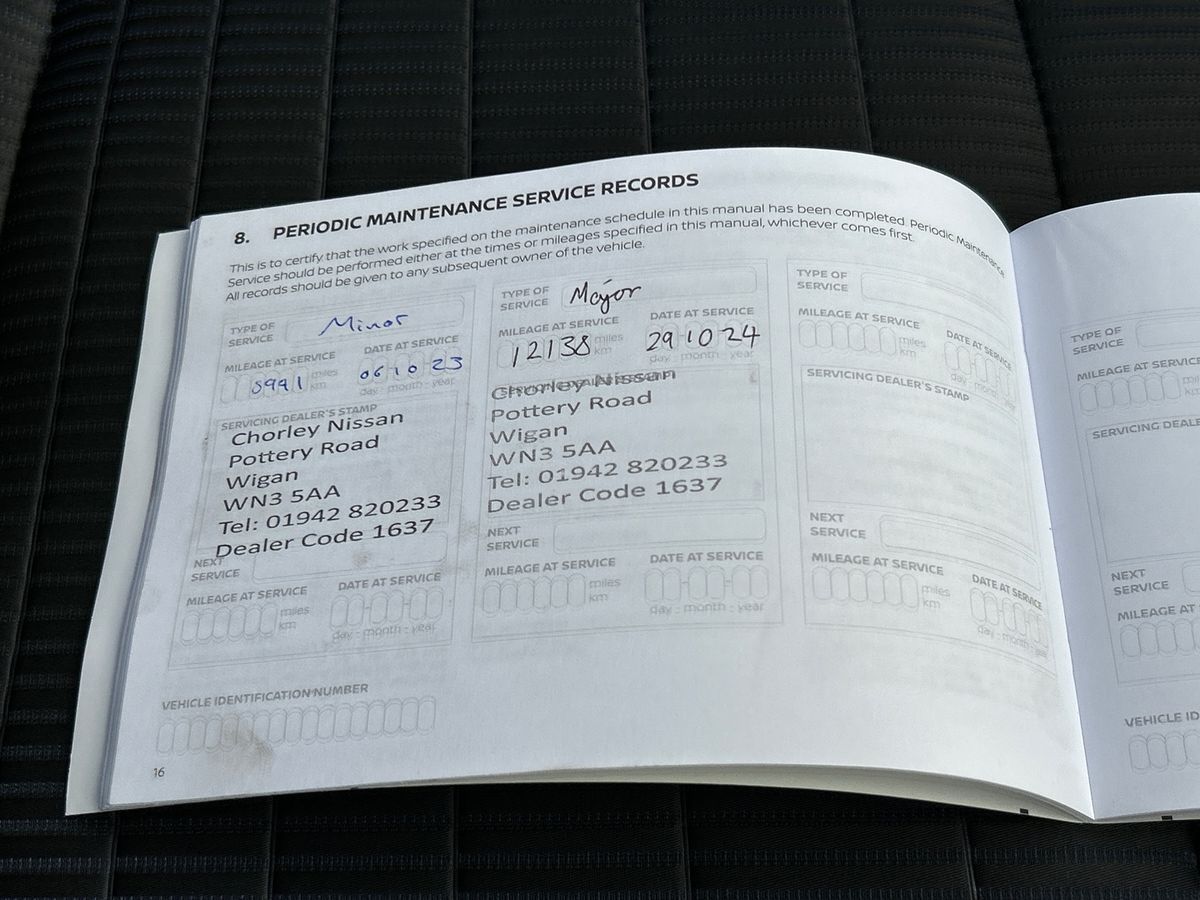 8. PERIODIC MAINTENANCE SERVICE RECORDS
This is to certify that the work specified on the maintenance schedule in this manual has been completed. Periodic Maintenance
Service should be performed either at the times or mileages specified in this manual, whichever comes first.
All records should be given to any subsequent owner of the vehicle.
TYPE OF
SERVICE
Minor
MILEAGE AT SERVICE
DATE AT SERVICE
miles
km
06 10 23
day - month - year
SERVICING DEALER'S STAMP
Chorley Nissan
Pottery Road
Wigan
WN3 5AA
Tel: 01942 820233
Dealer Code 1637
NEXT
SERVICE
MILEAGE AT SERVICE
DATE AT SERVICE
miles
km
day - month - year
TYPE OF
SERVICE
Major
MILEAGE AT SERVICE
DATE AT SERVICE
12138
miles
km
29 10 24
day - month - year
Chorley Nissan
Pottery Road
Wigan
WN3 5AA
Tel: 01942 820233
Dealer Code 1637
NEXT
SERVICE
MILEAGE AT SERVICE
DATE AT SERVICE
miles
km
day - month - year
TYPE OF
SERVICE
MILEAGE AT SERVICE
DATE AT SERVICE
miles
km
day - month - year
SERVICING DEALER'S STAMP
NEXT
SERVICE
MILEAGE AT SERVICE
DATE AT SERVICE
miles
km
day - month - year
VEHICLE IDENTIFICATION NUMBER
16
TYPE OF
SERVICE
MILEAGE AT
SERVICING DEALE
NEXT
SERVICE
MILEAGE AT
VEHICLE ID